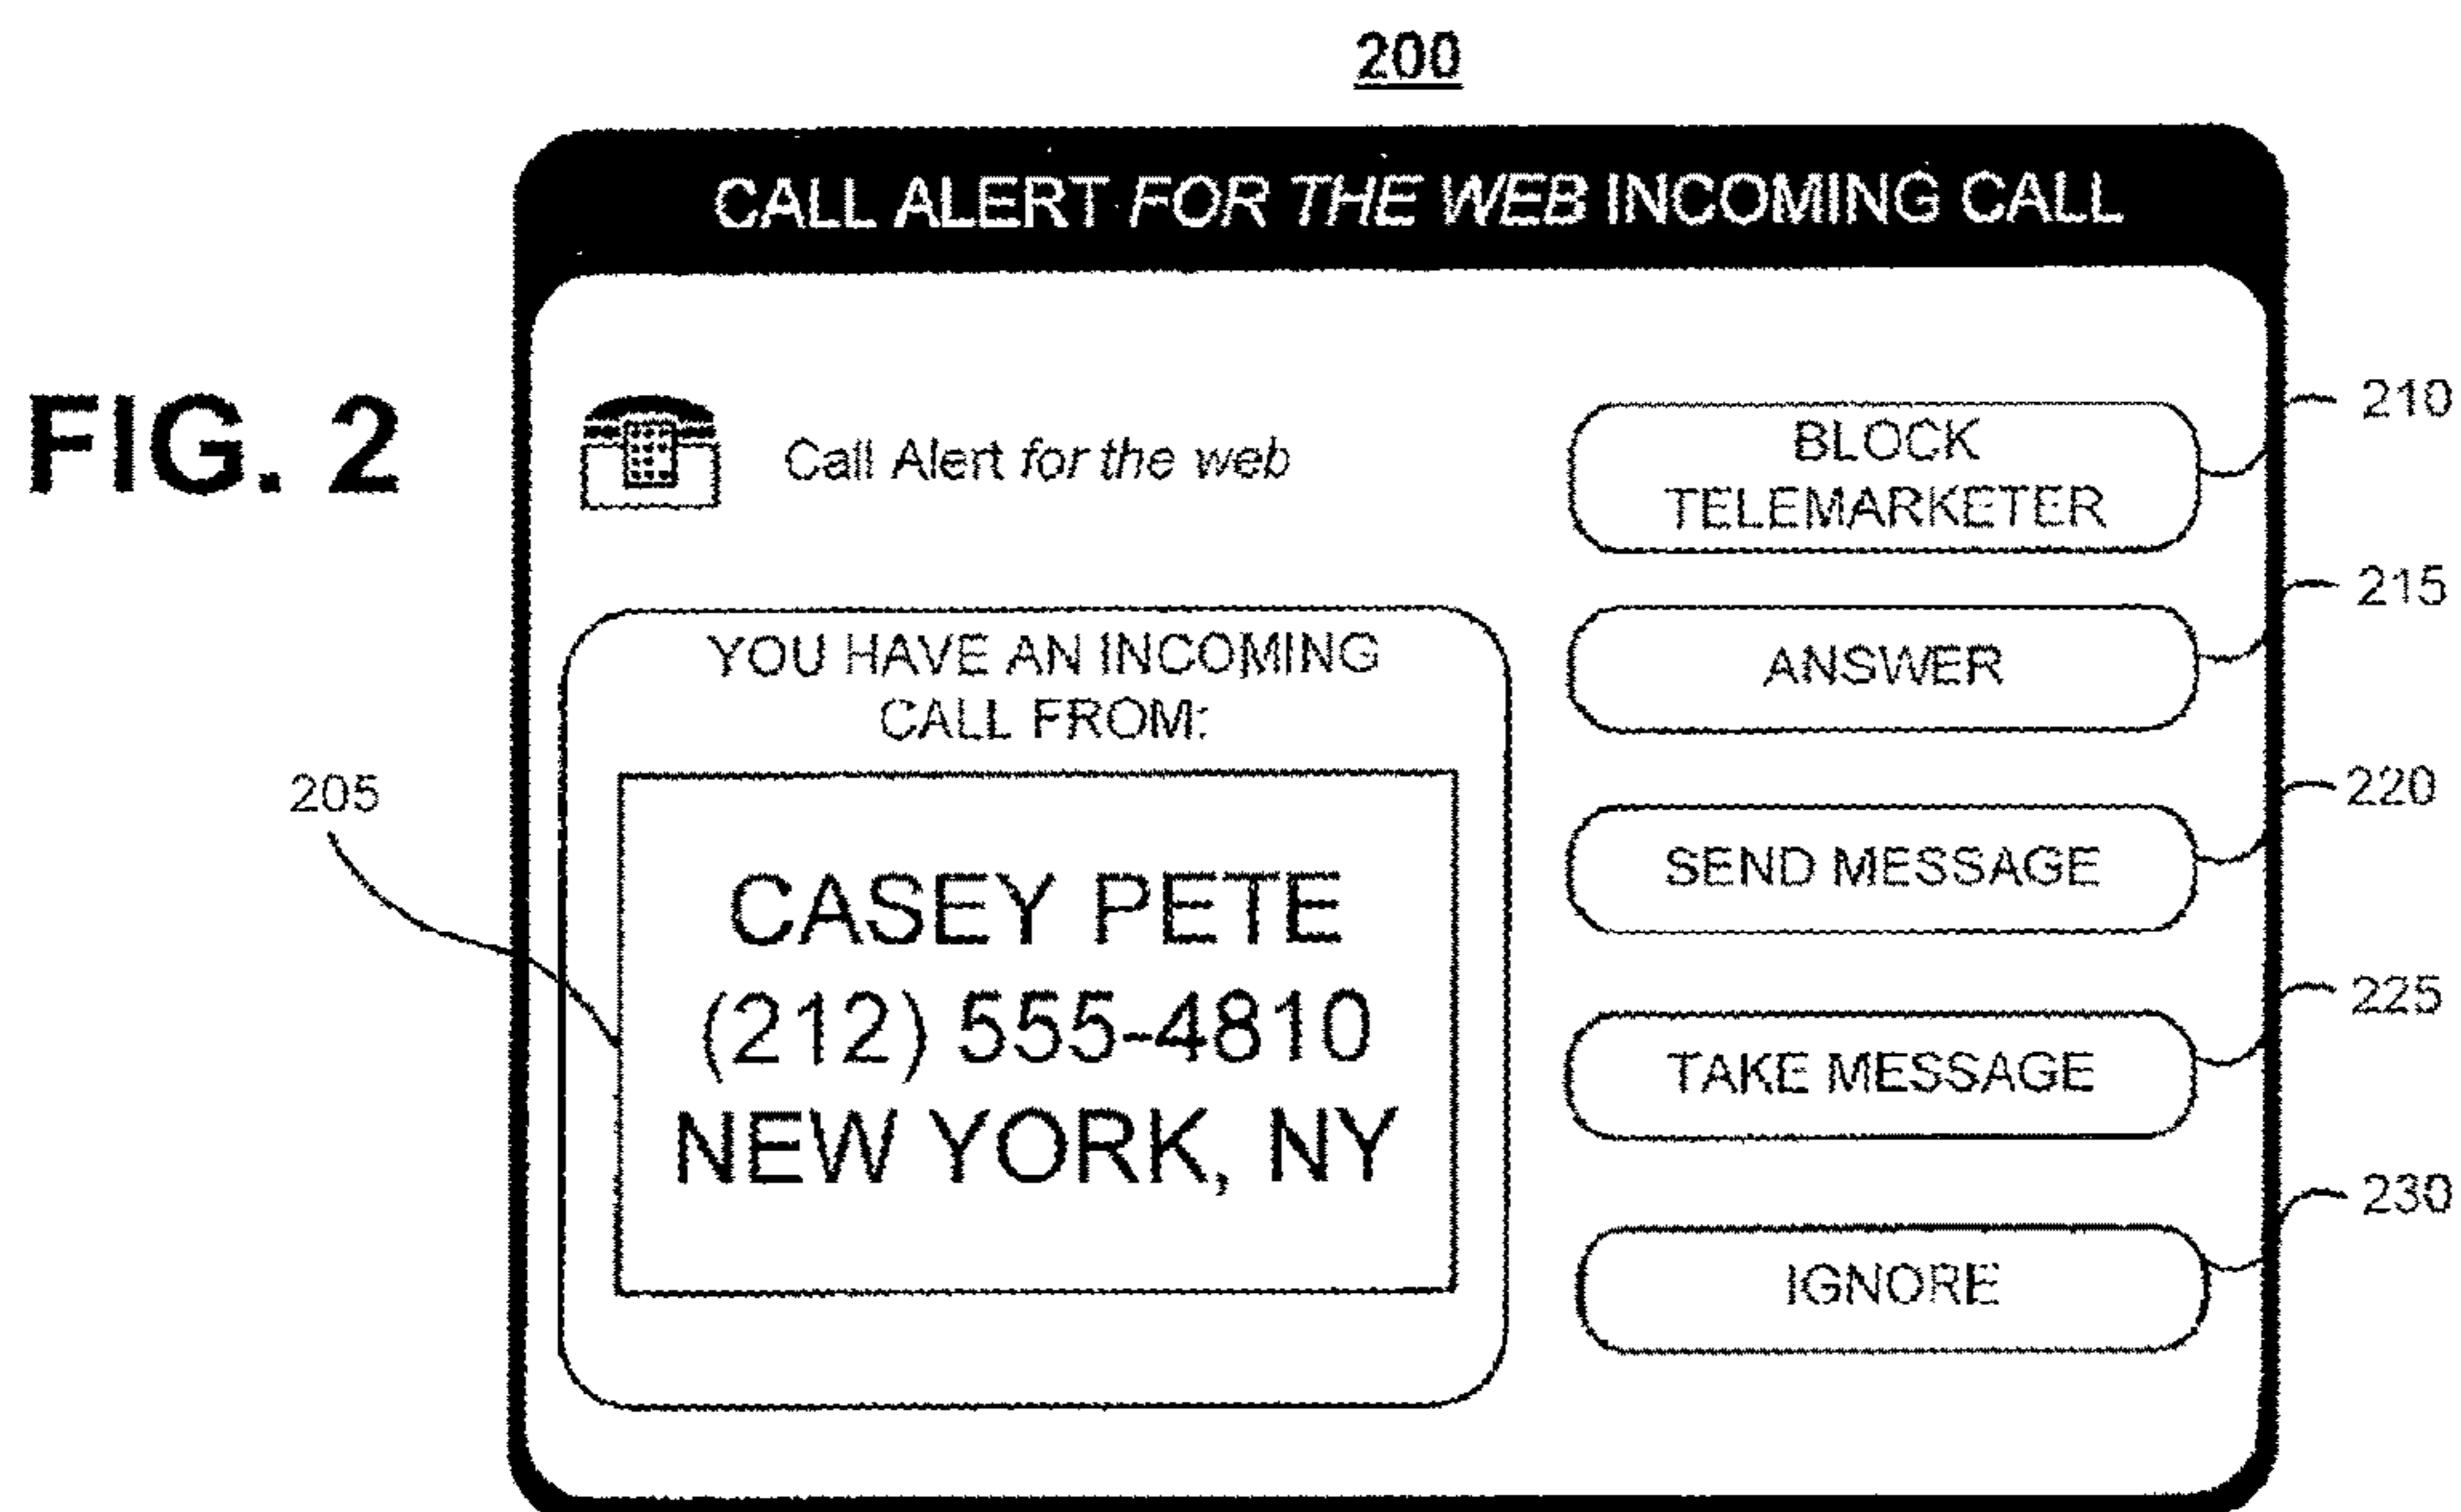 200
CALL ALERT FOR THE WEB INCOMING CALL
FIG. 2
Call Alert for the web
BLOCK
TELEMARKETER
210
YOU HAVE AN INCOMING
CALL FROM:
205
CASEY PETE
(212) 555-4810
NEW YORK, NY
ANSWER
215
SEND MESSAGE
220
TAKE MESSAGE
225
IGNORE
230